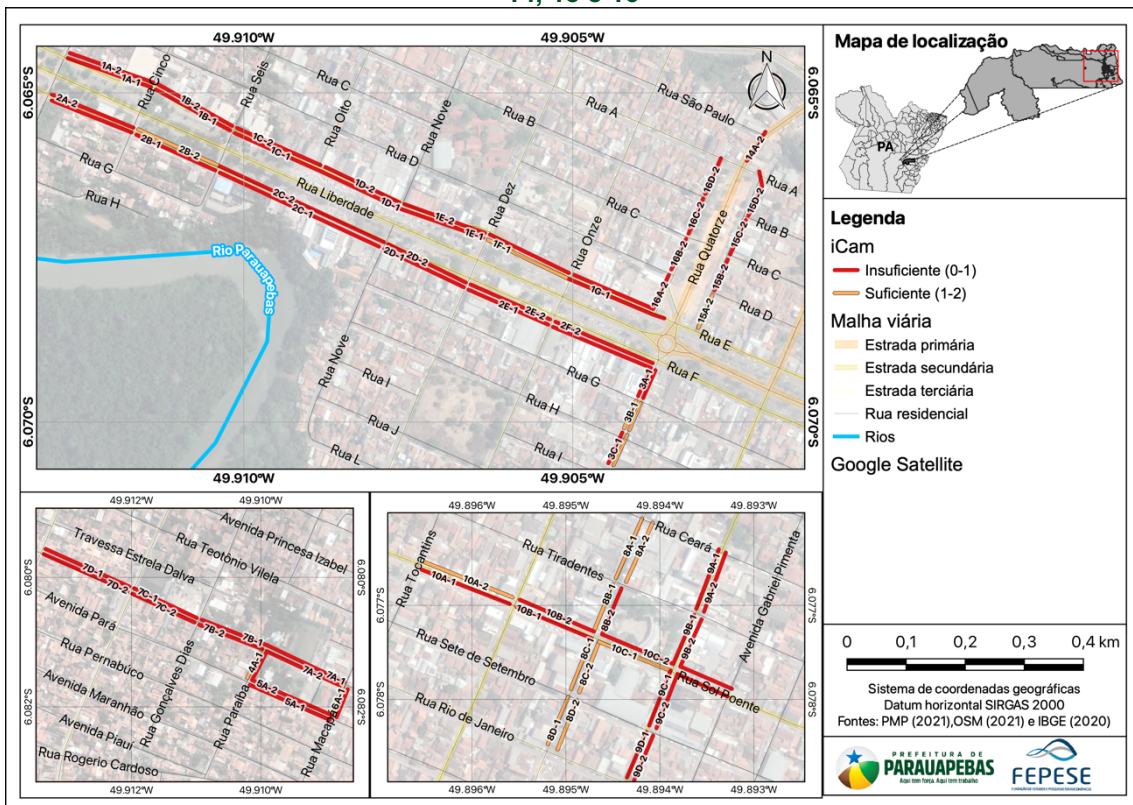 14, 15 e 16
49.910°W
49.905°W
6.065°S
6.070°S
6.065°S
6.070°S
49.910°W
49.905°W
N
1A-2
1A-1
Rua Cinco
Rua Seis
Rua C
Rua Oito
Rua Nove
Rua B
Rua A
Rua São Paulo
2A-2
1B-2
1B-1
1C-2
1C-1
Rua D
14A-2
Rua G
2B-1
2B-2
1D-2
1D-1
Rua Dez
Rua C
16D-2
16C-2
16B-2
16A-2
Rua A
15D-2
Rua B
15C-2
Rua H
2C-2
2C-1
Rua Liberdade
1E-2
1E-1
1F-1
Rua Onze
Rua Quatorze
15B-2
Rua C
15A-2
Rua D
Rio Parauapebas
2D-1
2D-2
1G-1
2E-1
2E-2
2F-2
Rua E
Rua F
Rua Nove
Rua G
3A-1
3B-1
3C-1
Rua I
Rua H
Rua J
Rua I
Rua L
Mapa de localização
PA
Legenda
iCam
Insuficiente (0-1)
Suficiente (1-2)
Malha viária
Estrada primária
Estrada secundária
Estrada terciária
Rua residencial
Rios
Google Satellite
49.912°W
49.910°W
6.080°S
6.082°S
6.080°S
6.082°S
49.912°W
49.910°W
Avenida Princesa Izabel
Rua Teotônio Vilela
Travessa Estrela Dalva
7D-1
7D-2
7C-1
7C-2
7B-2
7B-1
7A-2
7A-1
Avenida Pará
Rua Pernabúco
Avenida Maranhão
Avenida Piauí
Rua Rogerio Cardoso
Rua Gonçalves Dias
Rua Paraíba
Rua Macapá
4A-1
5A-2
5A-1
6A-1
49.896°W
49.895°W
49.894°W
49.893°W
6.077°S
6.078°S
6.077°S
6.078°S
49.896°W
49.895°W
49.894°W
49.893°W
Rua Tocantins
Rua Tiradentes
Rua Ceará
Avenida Gabriel Pimenta
8A-1
8A-2
9A-1
9A-2
10A-1
10A-2
8B-1
8B-2
10B-1
10B-2
9B-1
9B-2
Rua Sete de Setembro
8C-1
8C-2
10C-1
10C-2
Rua Sol Poente
9C-1
9C-2
Rua Rio de Janeiro
8D-1
8D-2
9D-1
9D-2
0 0,1 0,2 0,3 0,4 km
Sistema de coordenadas geográficas
Datum horizontal SIRGAS 2000
Fontes: PMP (2021),OSM (2021) e IBGE (2020)
PREFEITURA DE
PARAUAPEBAS
Aqui tem força. Aqui tem trabalho
FEPESE